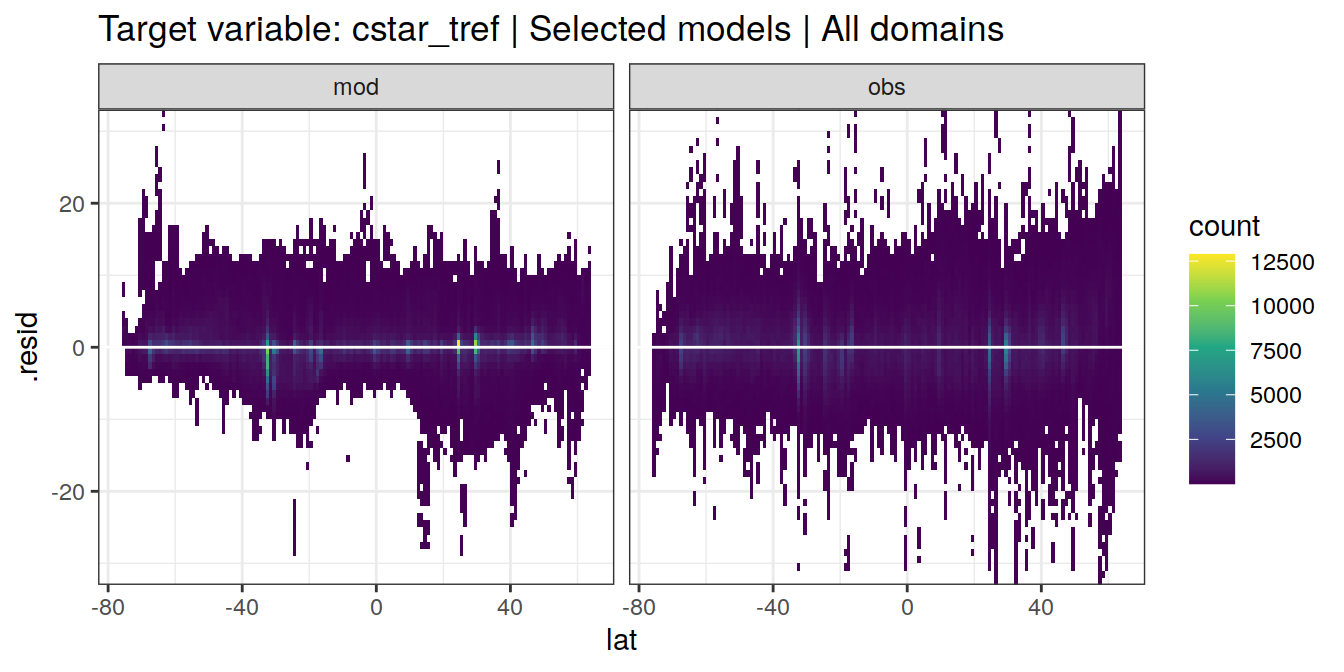 Target variable: cstar_tref | Selected models | All domains
mod
obs
.resid
20
0
-20
-80
-40
0
40
-80
-40
0
40
lat
count
12500
10000
7500
5000
2500